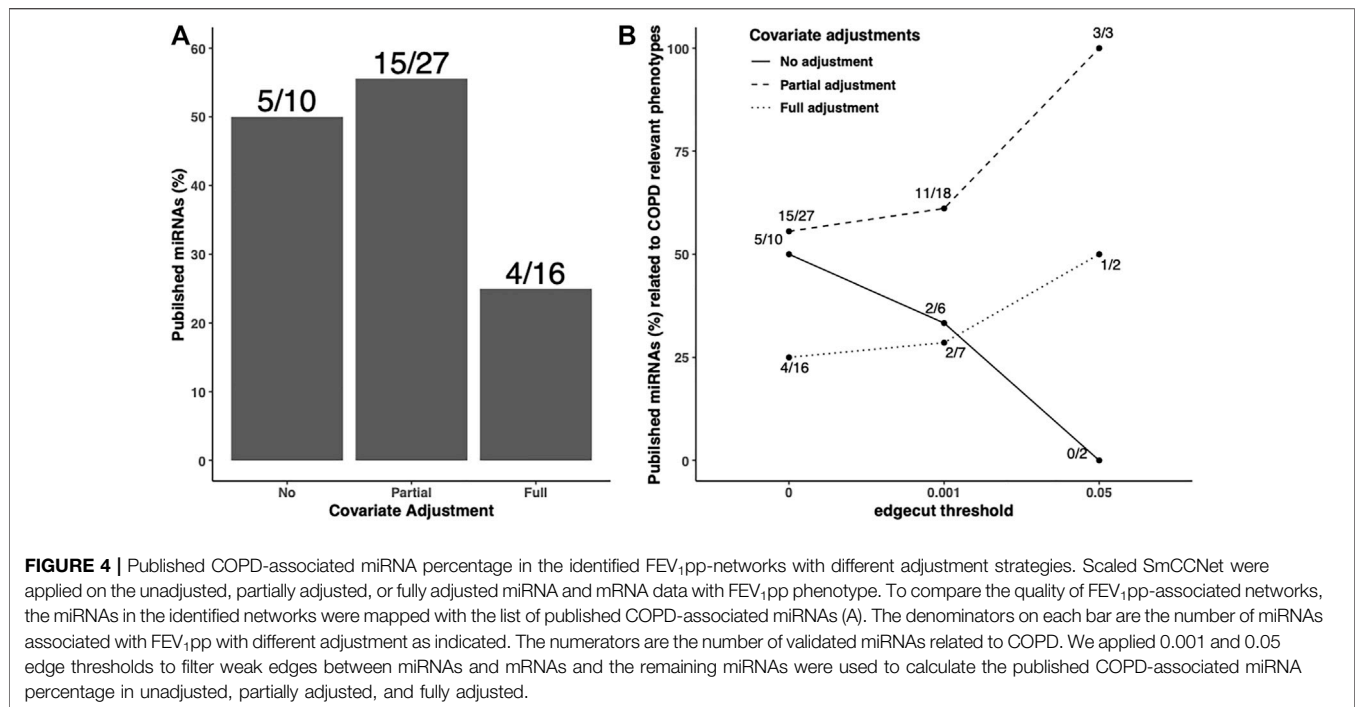 A
60
50
40
30
20
10
0
Pubilshed miRNAs (%)
5/10
15/27
4/16
No
Partial
Full
Covariate Adjustment
B
100
75
50
25
0
Pubilshed miRNAs (%) related to COPD relevant phenotypes
Covariate adjustments
No adjustment
Partial adjustment
Full adjustment
3/3
11/18
15/27
5/10
1/2
2/6
2/7
4/16
0/2
0
0.001
0.05
edgecut threshold
FIGURE 4 | Published COPD-associated miRNA percentage in the identified FEV₁pp-networks with different adjustment strategies. Scaled SmCCNet were
applied on the unadjusted, partially adjusted, or fully adjusted miRNA and mRNA data with FEV₁pp phenotype. To compare the quality of FEV₁pp-associated networks,
the miRNAs in the identified networks were mapped with the list of published COPD-associated miRNAs (A). The denominators on each bar are the number of miRNAs
associated with FEV₁pp with different adjustment as indicated. The numerators are the number of validated miRNAs related to COPD. We applied 0.001 and 0.05
edge thresholds to filter weak edges between miRNAs and mRNAs and the remaining miRNAs were used to calculate the published COPD-associated miRNA
percentage in unadjusted, partially adjusted, and fully adjusted.